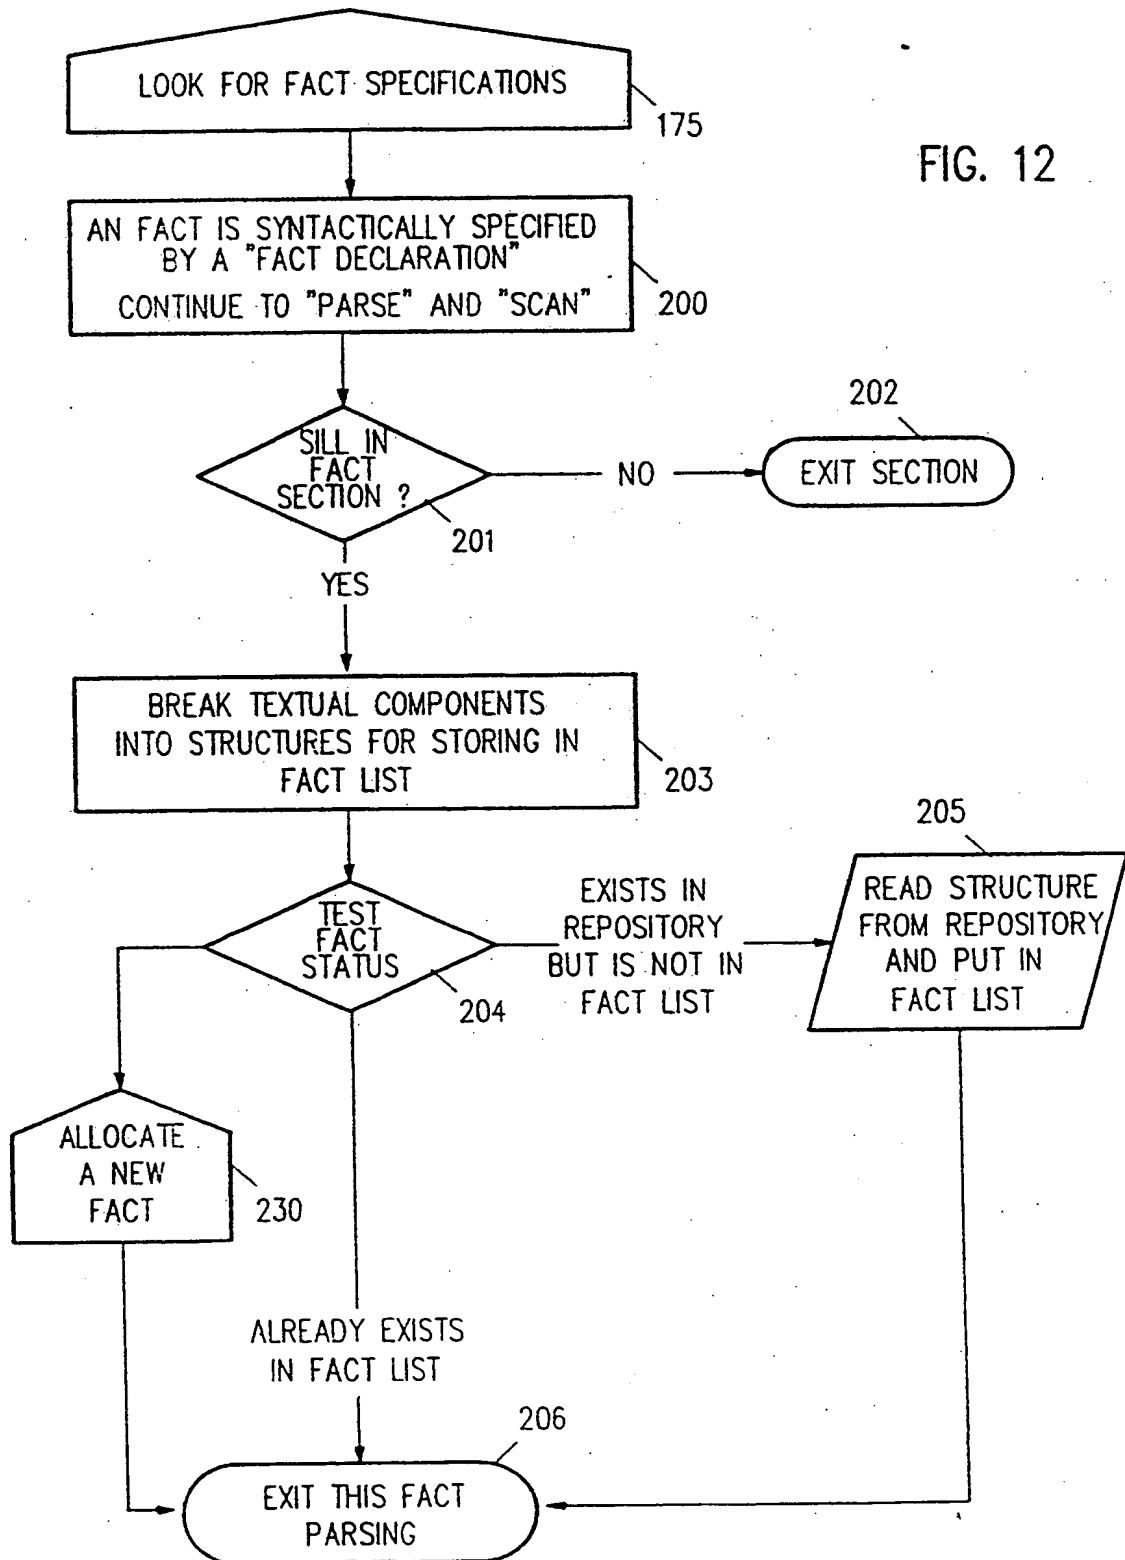 LOOK FOR FACT SPECIFICATIONS
175
FIG. 12
AN FACT IS SYNTACTICALLY SPECIFIED
BY A "FACT DECLARATION"
CONTINUE TO "PARSE" AND "SCAN"
200
SILL IN
FACT
SECTION ?
201
NO
202
EXIT SECTION
YES
BREAK TEXTUAL COMPONENTS
INTO STRUCTURES FOR STORING IN
FACT LIST
203
TEST
FACT
STATUS
204
EXISTS IN
REPOSITORY
BUT IS NOT IN
FACT LIST
205
READ STRUCTURE
FROM REPOSITORY
AND PUT IN
FACT LIST
ALLOCATE
A NEW
FACT
230
ALREADY EXISTS
IN FACT LIST
206
EXIT THIS FACT
PARSING